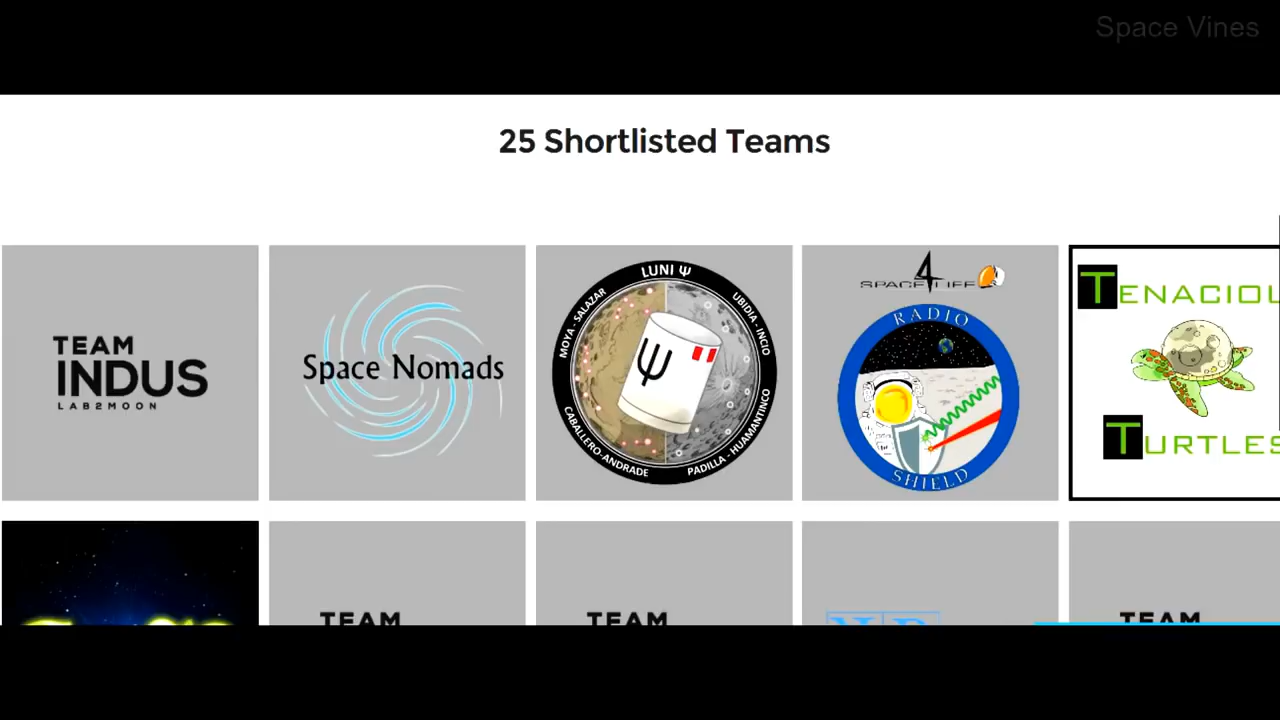 Space Vines
25 Shortlisted Teams
TEAM
INDUS
LAB2MOON
Space Nomads
LUNI Ψ
MOYA - SALAZAR
UBIDIA - INCIO
CABALLERO-ANDRADE
PADILLA - HUAMANTINCO
Ψ
SPACE 4 LIFE
RADIO
SHIELD
TENACIOU
TURTLES
TEAM
TEAM
TEAM